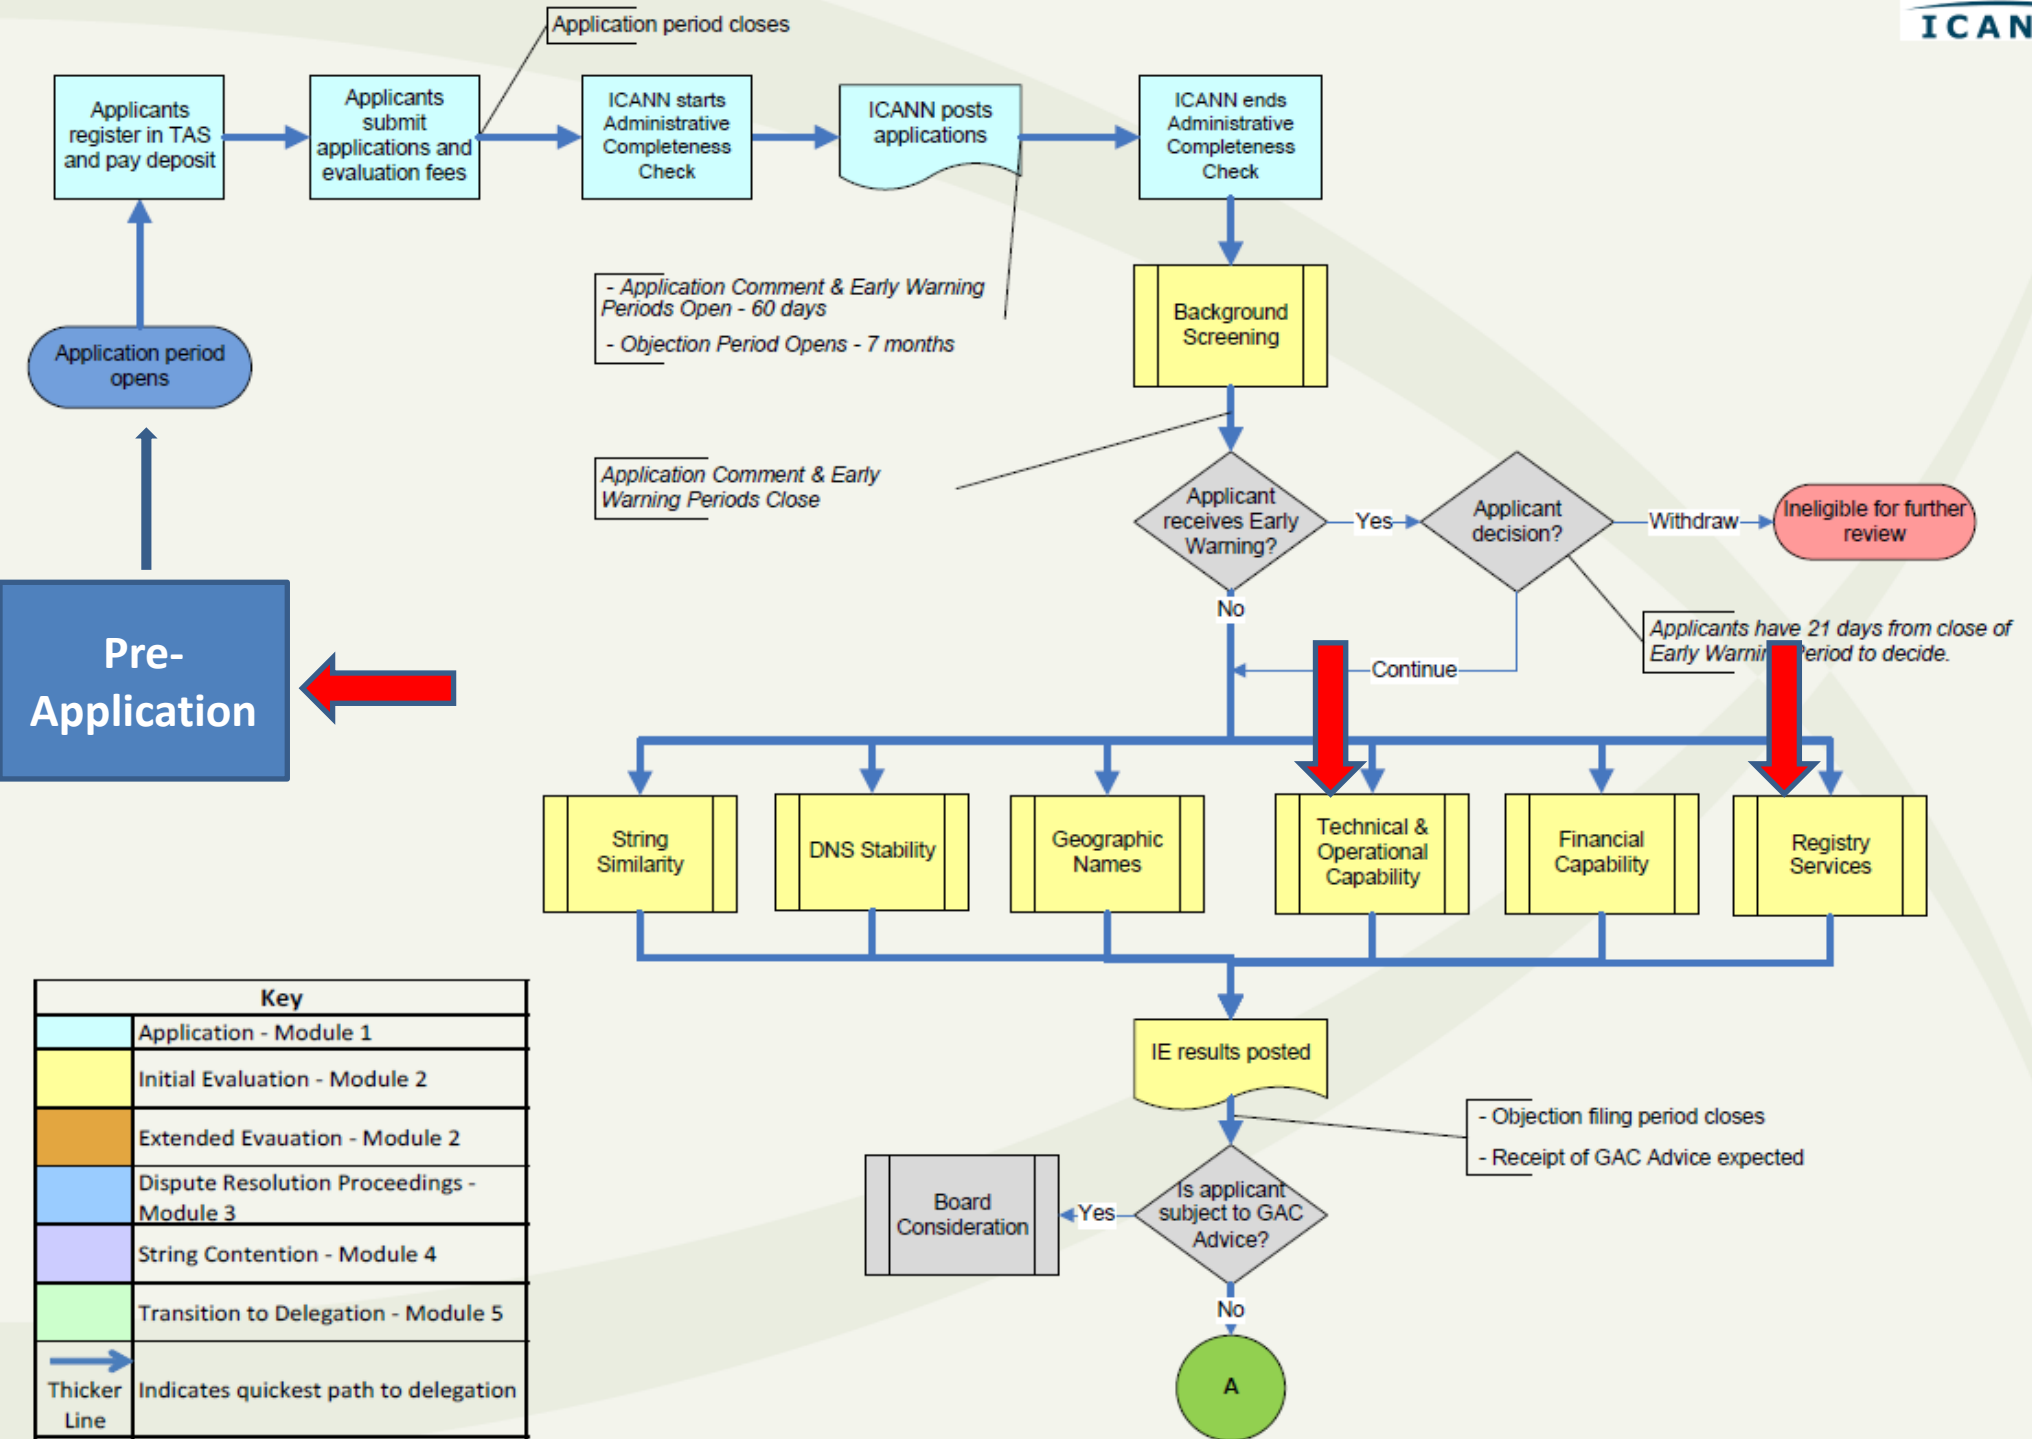 ICAN
Application period closes
Applicants
register in TAS
and pay deposit
Applicants
submit
applications and
evaluation fees
ICANN starts
Administrative
Completeness
Check
ICANN posts
applications
ICANN ends
Administrative
Completeness
Check
- Application Comment & Early Warning
Periods Open - 60 days
- Objection Period Opens - 7 months
Background
Screening
Application period
opens
Application Comment & Early
Warning Periods Close
Applicant
receives Early
Warning?
Yes
Applicant
decision?
Withdraw
Ineligible for further
review
No
Applicants have 21 days from close of
Early Warning Period to decide.
Continue
Pre-
Application
String
Similarity
DNS Stability
Geographic
Names
Technical &
Operational
Capability
Financial
Capability
Registry
Services
IE results posted
- Objection filing period closes
- Receipt of GAC Advice expected
Board
Consideration
Yes
Is applicant
subject to GAC
Advice?
No
A
Key
Application - Module 1
Initial Evaluation - Module 2
Extended Evauation - Module 2
Dispute Resolution Proceedings -
Module 3
String Contention - Module 4
Transition to Delegation - Module 5
Thicker
Line
Indicates quickest path to delegation